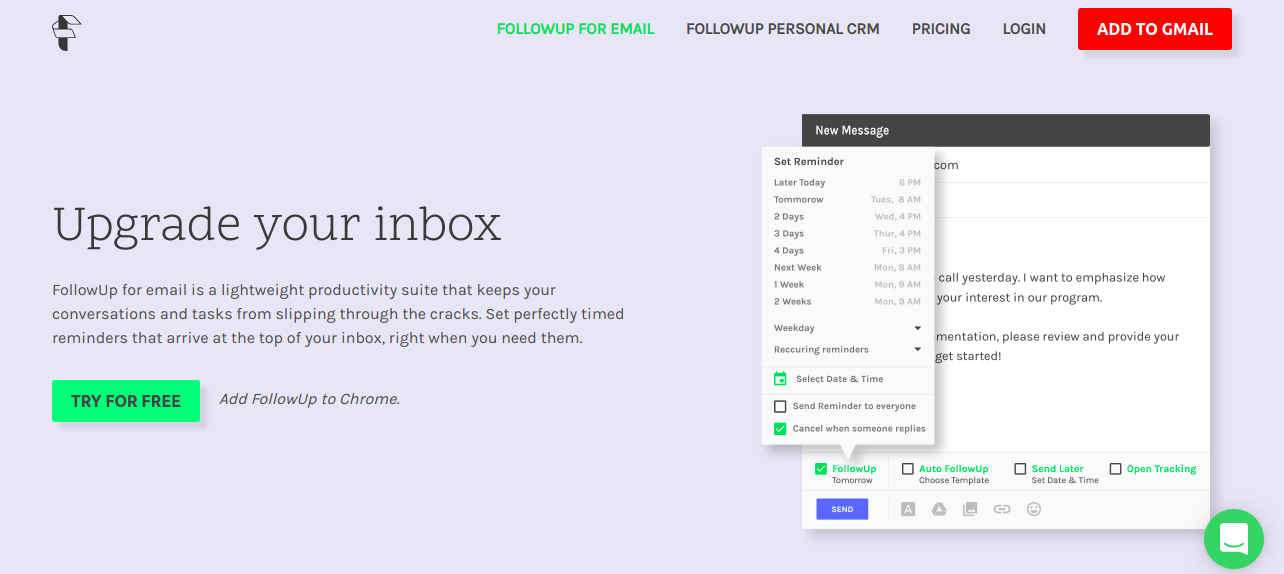 FOLLOWUP FOR EMAIL FOLLOWUP PERSONAL CRM PRICING LOGIN ADD TO GMAIL
Upgrade your inbox
FollowUp for email is a lightweight productivity suite that keeps your
conversations and tasks from slipping through the cracks. Set perfectly timed
reminders that arrive at the top of your inbox, right when you need them.
TRY FOR FREE Add FollowUp to Chrome.
New Message
.com
call yesterday. I want to emphasize how
your interest in our program.
umentation, please review and provide your
get started!
Set Reminder
Later Today 6 PM
Tommorow Tues, 8 AM
2 Days Wed, 4 PM
3 Days Thur, 4 PM
4 Days Fri, 3 PM
Next Week Mon, 8 AM
1 Week Mon, 9 AM
2 Weeks Mon, 9 AM
Weekday
Reccuring reminders
Select Date & Time
Send Reminder to everyone
Cancel when someone replies
FollowUp Auto FollowUp Send Later Open Tracking
Tomorrow Choose Template Set Date & Time
SEND A